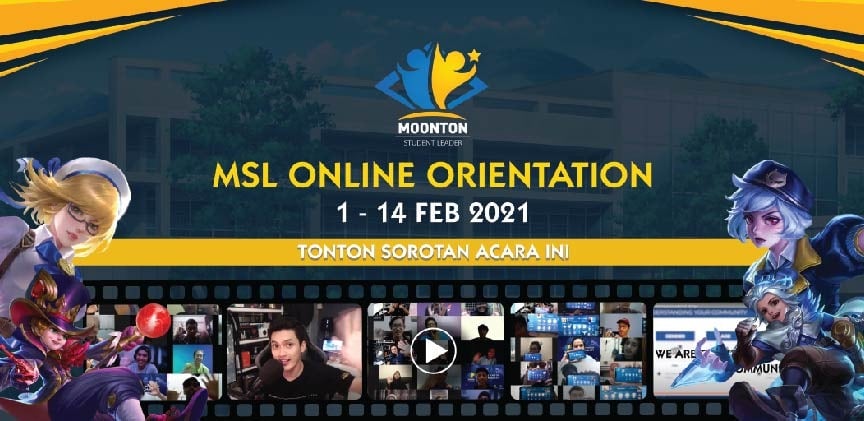 MOONTON
STUDENT LEADER
MSL ONLINE ORIENTATION
1 - 14 FEB 2021
TONTON SOROTAN ACARA INI
WE ARE